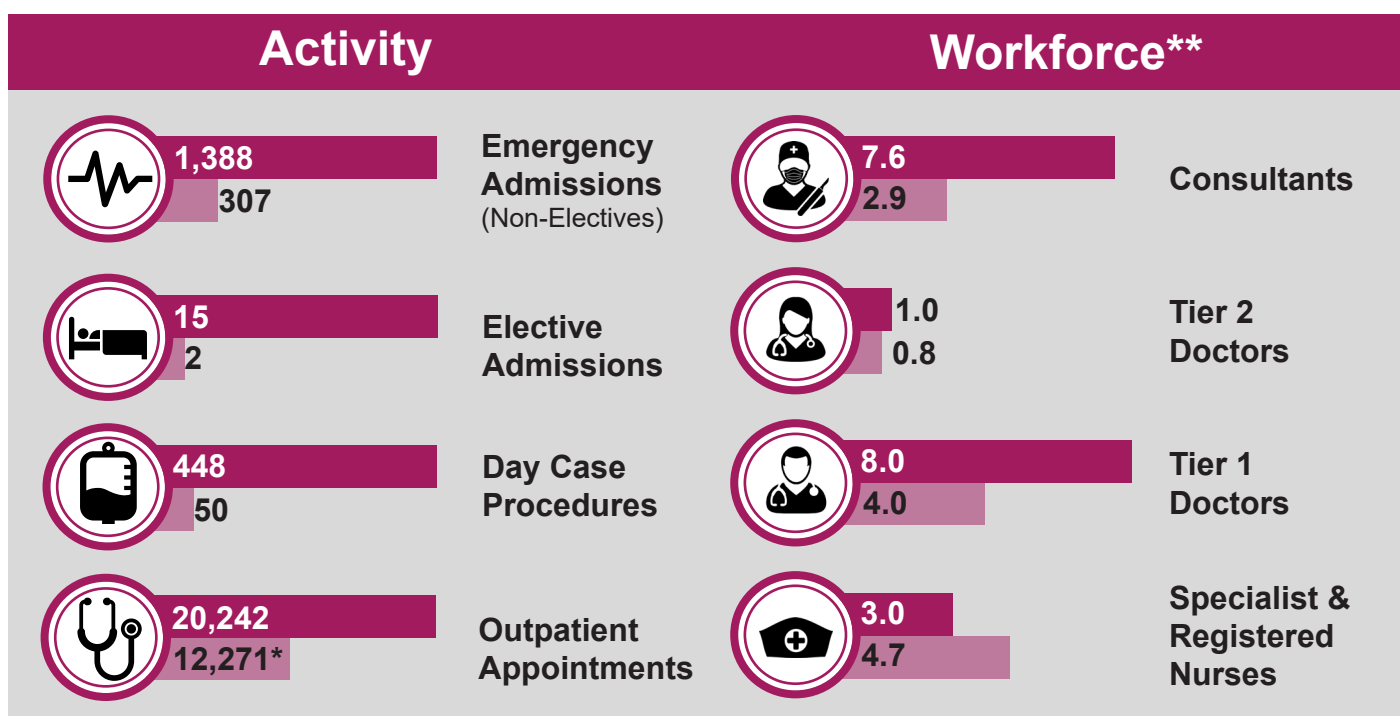 Activity
Workforce**
1,388
307
Emergency
Admissions
(Non-Electives)
15
2
Elective
Admissions
448
50
Day Case
Procedures
20,242
12,271*
Outpatient
Appointments
7.6
2.9
Consultants
1.0
0.8
Tier 2
Doctors
8.0
4.0
Tier 1
Doctors
3.0
4.7
Specialist &
Registered
Nurses